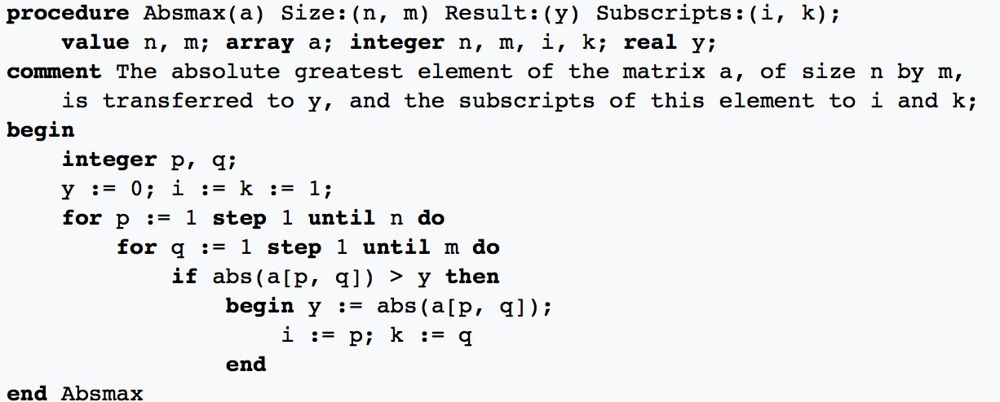 procedure Absmax(a) Size:(n, m) Result:(y) Subscripts:(i, k);
value n, m; array a; integer n, m, i, k; real y;
comment The absolute greatest element of the matrix a, of size n by m,
is transferred to y, and the subscripts of this element to i and k;
begin
integer p, q;
y := 0; i := k := 1;
for p := 1 step 1 until n do
for q := 1 step 1 until m do
if abs(a[p, q]) > y then
begin y := abs(a[p, q]);
i := p; k := q
end
end Absmax